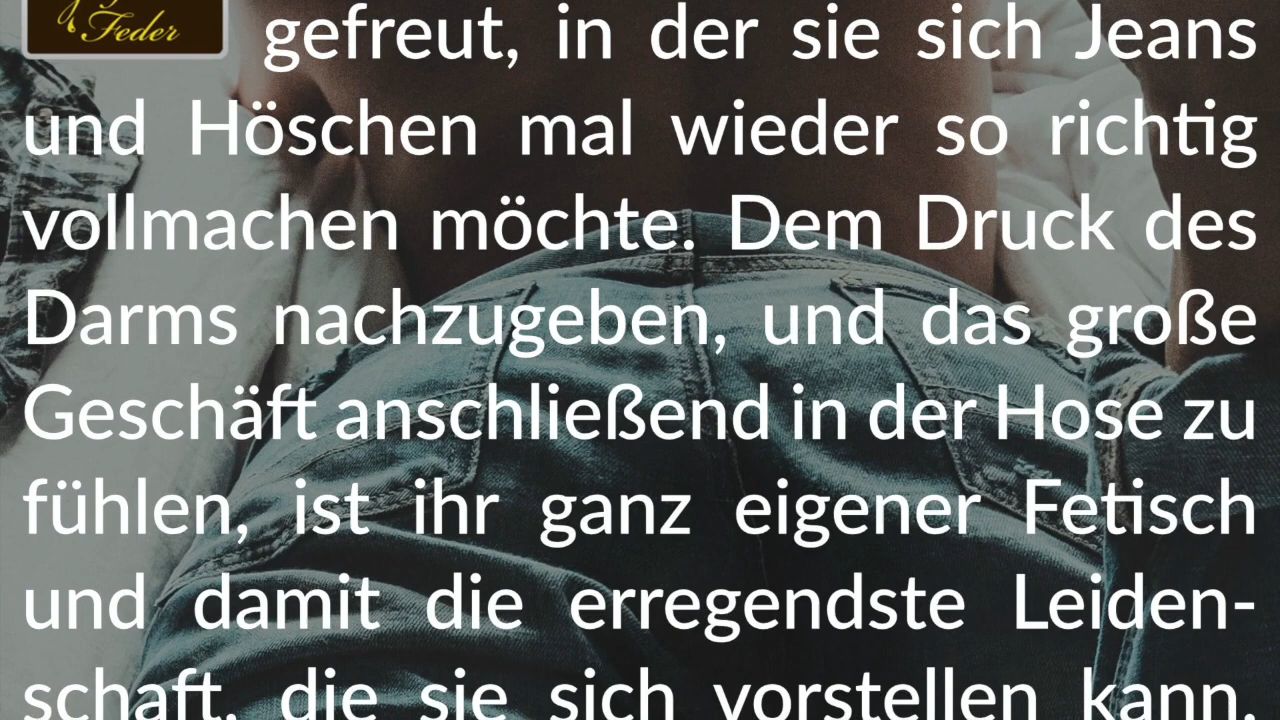 Feder
gefreut, in der sie sich Jeans
und Höschen mal wieder so richtig
vollmachen möchte. Dem Druck des
Darms nachzugeben, und das große
Geschäft anschließend in der Hose zu
fühlen, ist ihr ganz eigener Fetisch
und damit die erregendste Leiden-
schaft, die sie sich vorstellen kann.